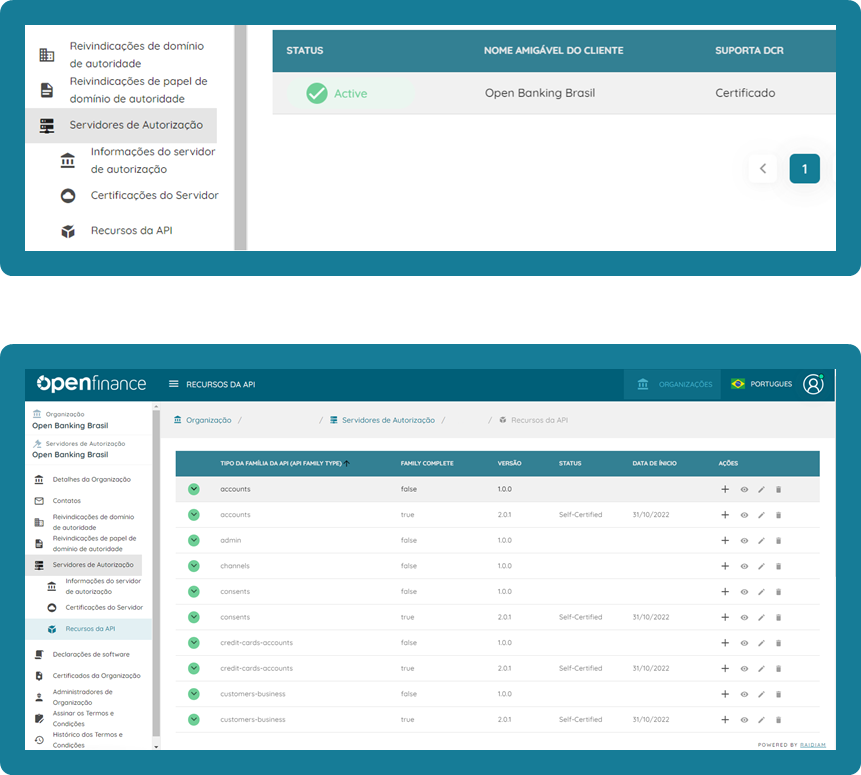 Reivindicações de domínio
de autoridade
Reivindicações de papel de
domínio de autoridade
Servidores de Autorização
Informações do servidor
de autorização
Certificações do Servidor
Recursos da API
STATUS NOME AMIGÁVEL DO CLIENTE SUPORTA DCR
Active Open Banking Brasil Certificado
1
openfinance RECURSOS DA API ORGANIZAÇÕES PORTUGUES
Organização
Open Banking Brasil
Servidores de Autorização
Open Banking Brasil
Detalhes da Organização
Contatos
Reivindicações de domínio
de autoridade
Reivindicações de papel de
domínio de autoridade
Servidores de Autorização
Informações do servidor
de autorização
Certificações do Servidor
Recursos da API
Declarações de software
Certificados da Organização
Administradores de
Organização
Assinar os Termos e
Condições
Histórico dos Termos e
Condições
Organização / / Servidores de Autorização / / Recursos da API
TIPO DA FAMÍLIA DA API (API FAMILY TYPE) FAMILY COMPLETE VERSÃO STATUS DATA DE ÍNICIO AÇÕES
accounts false 1.0.0
accounts true 2.0.1 Self-Certified 31/10/2022
admin false 1.0.0
channels false 1.0.0
consents false 1.0.0
consents true 2.0.1 Self-Certified 31/10/2022
credit-cards-accounts false 1.0.0
credit-cards-accounts true 2.0.1 Self-Certified 31/10/2022
customers-business false 1.0.0
customers-business true 2.0.1 Self-Certified 31/10/2022
POWERED BY RAIDIAM